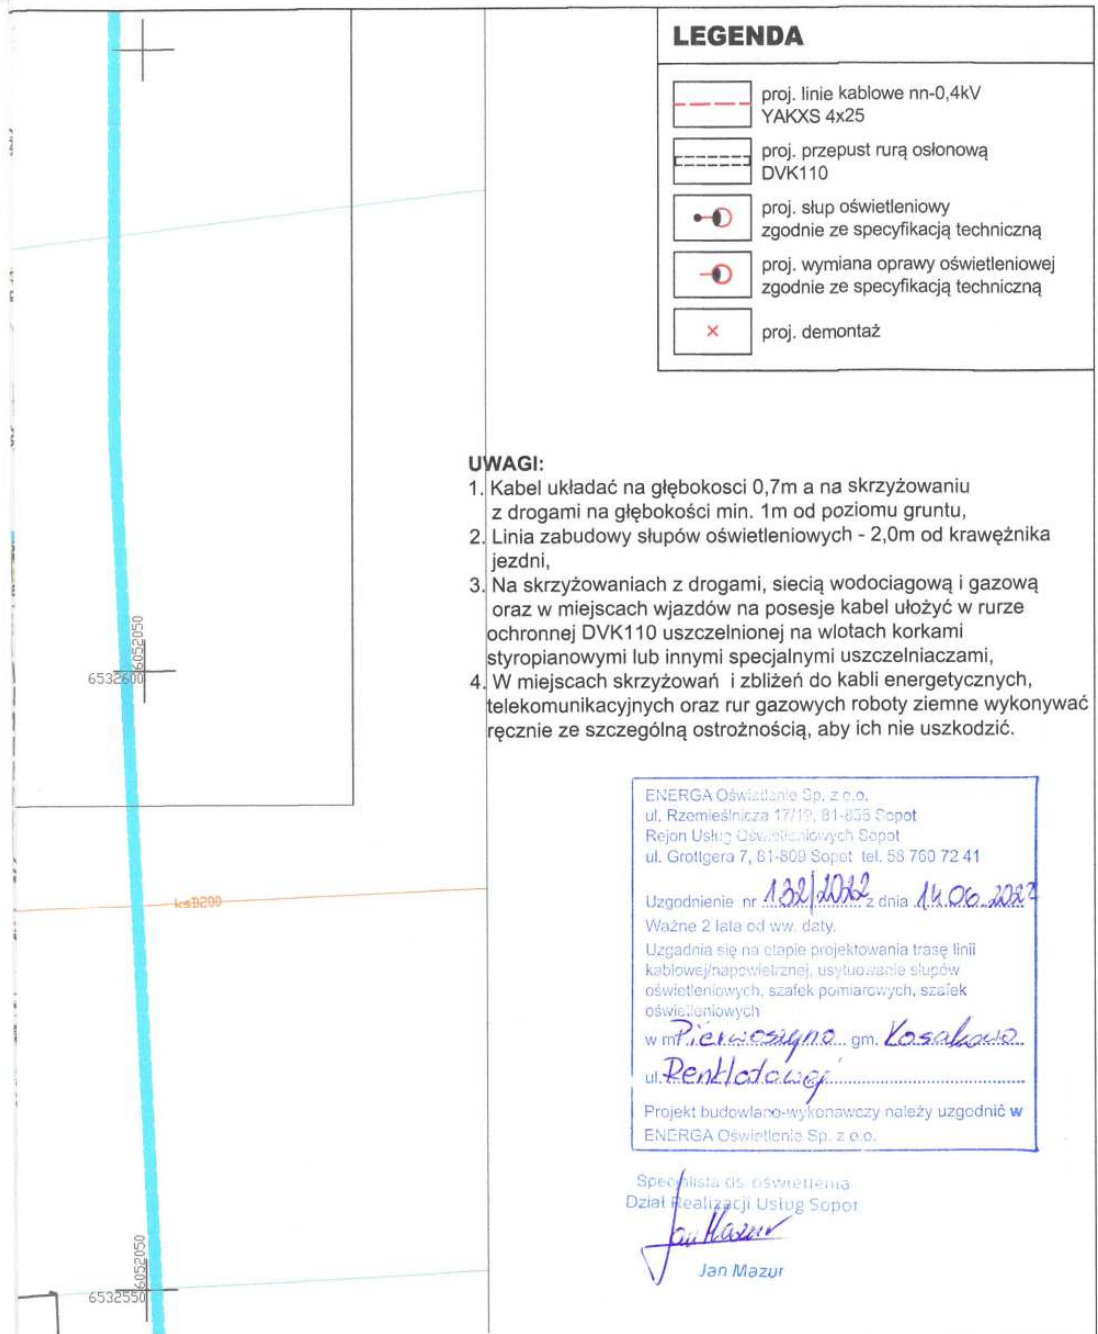 LEGENDA
proj. linie kablowe nn-0,4kV
YAKXS 4x25
proj. przepust rurą osłonową
DVK110
proj. słup oświetleniowy
zgodnie ze specyfikacją techniczną
proj. wymiana oprawy oświetleniowej
zgodnie ze specyfikacją techniczną
proj. demontaż
UWAGI:
1. Kabel układać na głębokosci 0,7m a na skrzyżowaniu
z drogami na głębokości min. 1m od poziomu gruntu,
2. Linia zabudowy słupów oświetleniowych - 2,0m od krawężnika
jezdni,
3. Na skrzyżowaniach z drogami, siecią wodociagową i gazową
oraz w miejscach wjazdów na posesje kabel ułożyć w rurze
ochronnej DVK110 uszczelnionej na wlotach korkami
styropianowymi lub innymi specjalnymi uszczelniaczami,
4. W miejscach skrzyżowań i zbliżeń do kabli energetycznych,
telekomunikacyjnych oraz rur gazowych roboty ziemne wykonywać
ręcznie ze szczególną ostrożnością, aby ich nie uszkodzić.
6052050
6532600
ksD200
6052050
6532550
ENERGA Oświetlenie Sp. z o.o.
ul. Rzemieślnicza 17/19, 81-855 Sopot
Rejon Usług Oświetleniowych Sopot
ul. Grottgera 7, 81-809 Sopot tel. 58 760 72 41
Uzgodnienie nr 132/2022 z dnia 14.06.2022
Ważne 2 lata od ww. daty.
Uzgadnia się na etapie projektowania trasę linii
kablowej/napowietrznej, usytuowanie słupów
oświetleniowych, szafek pomiarowych, szafek
oświetleniowych
w m Pierwoszyno gm. Kosakowo
ul. Renklodowej
Projekt budowlano-wykonawczy należy uzgodnić w
ENERGA Oświetlenie Sp. z o.o.
Specjalista ds. oświetlenia
Dział Realizacji Usług Sopot
Jan Mazur
Jan Mazur